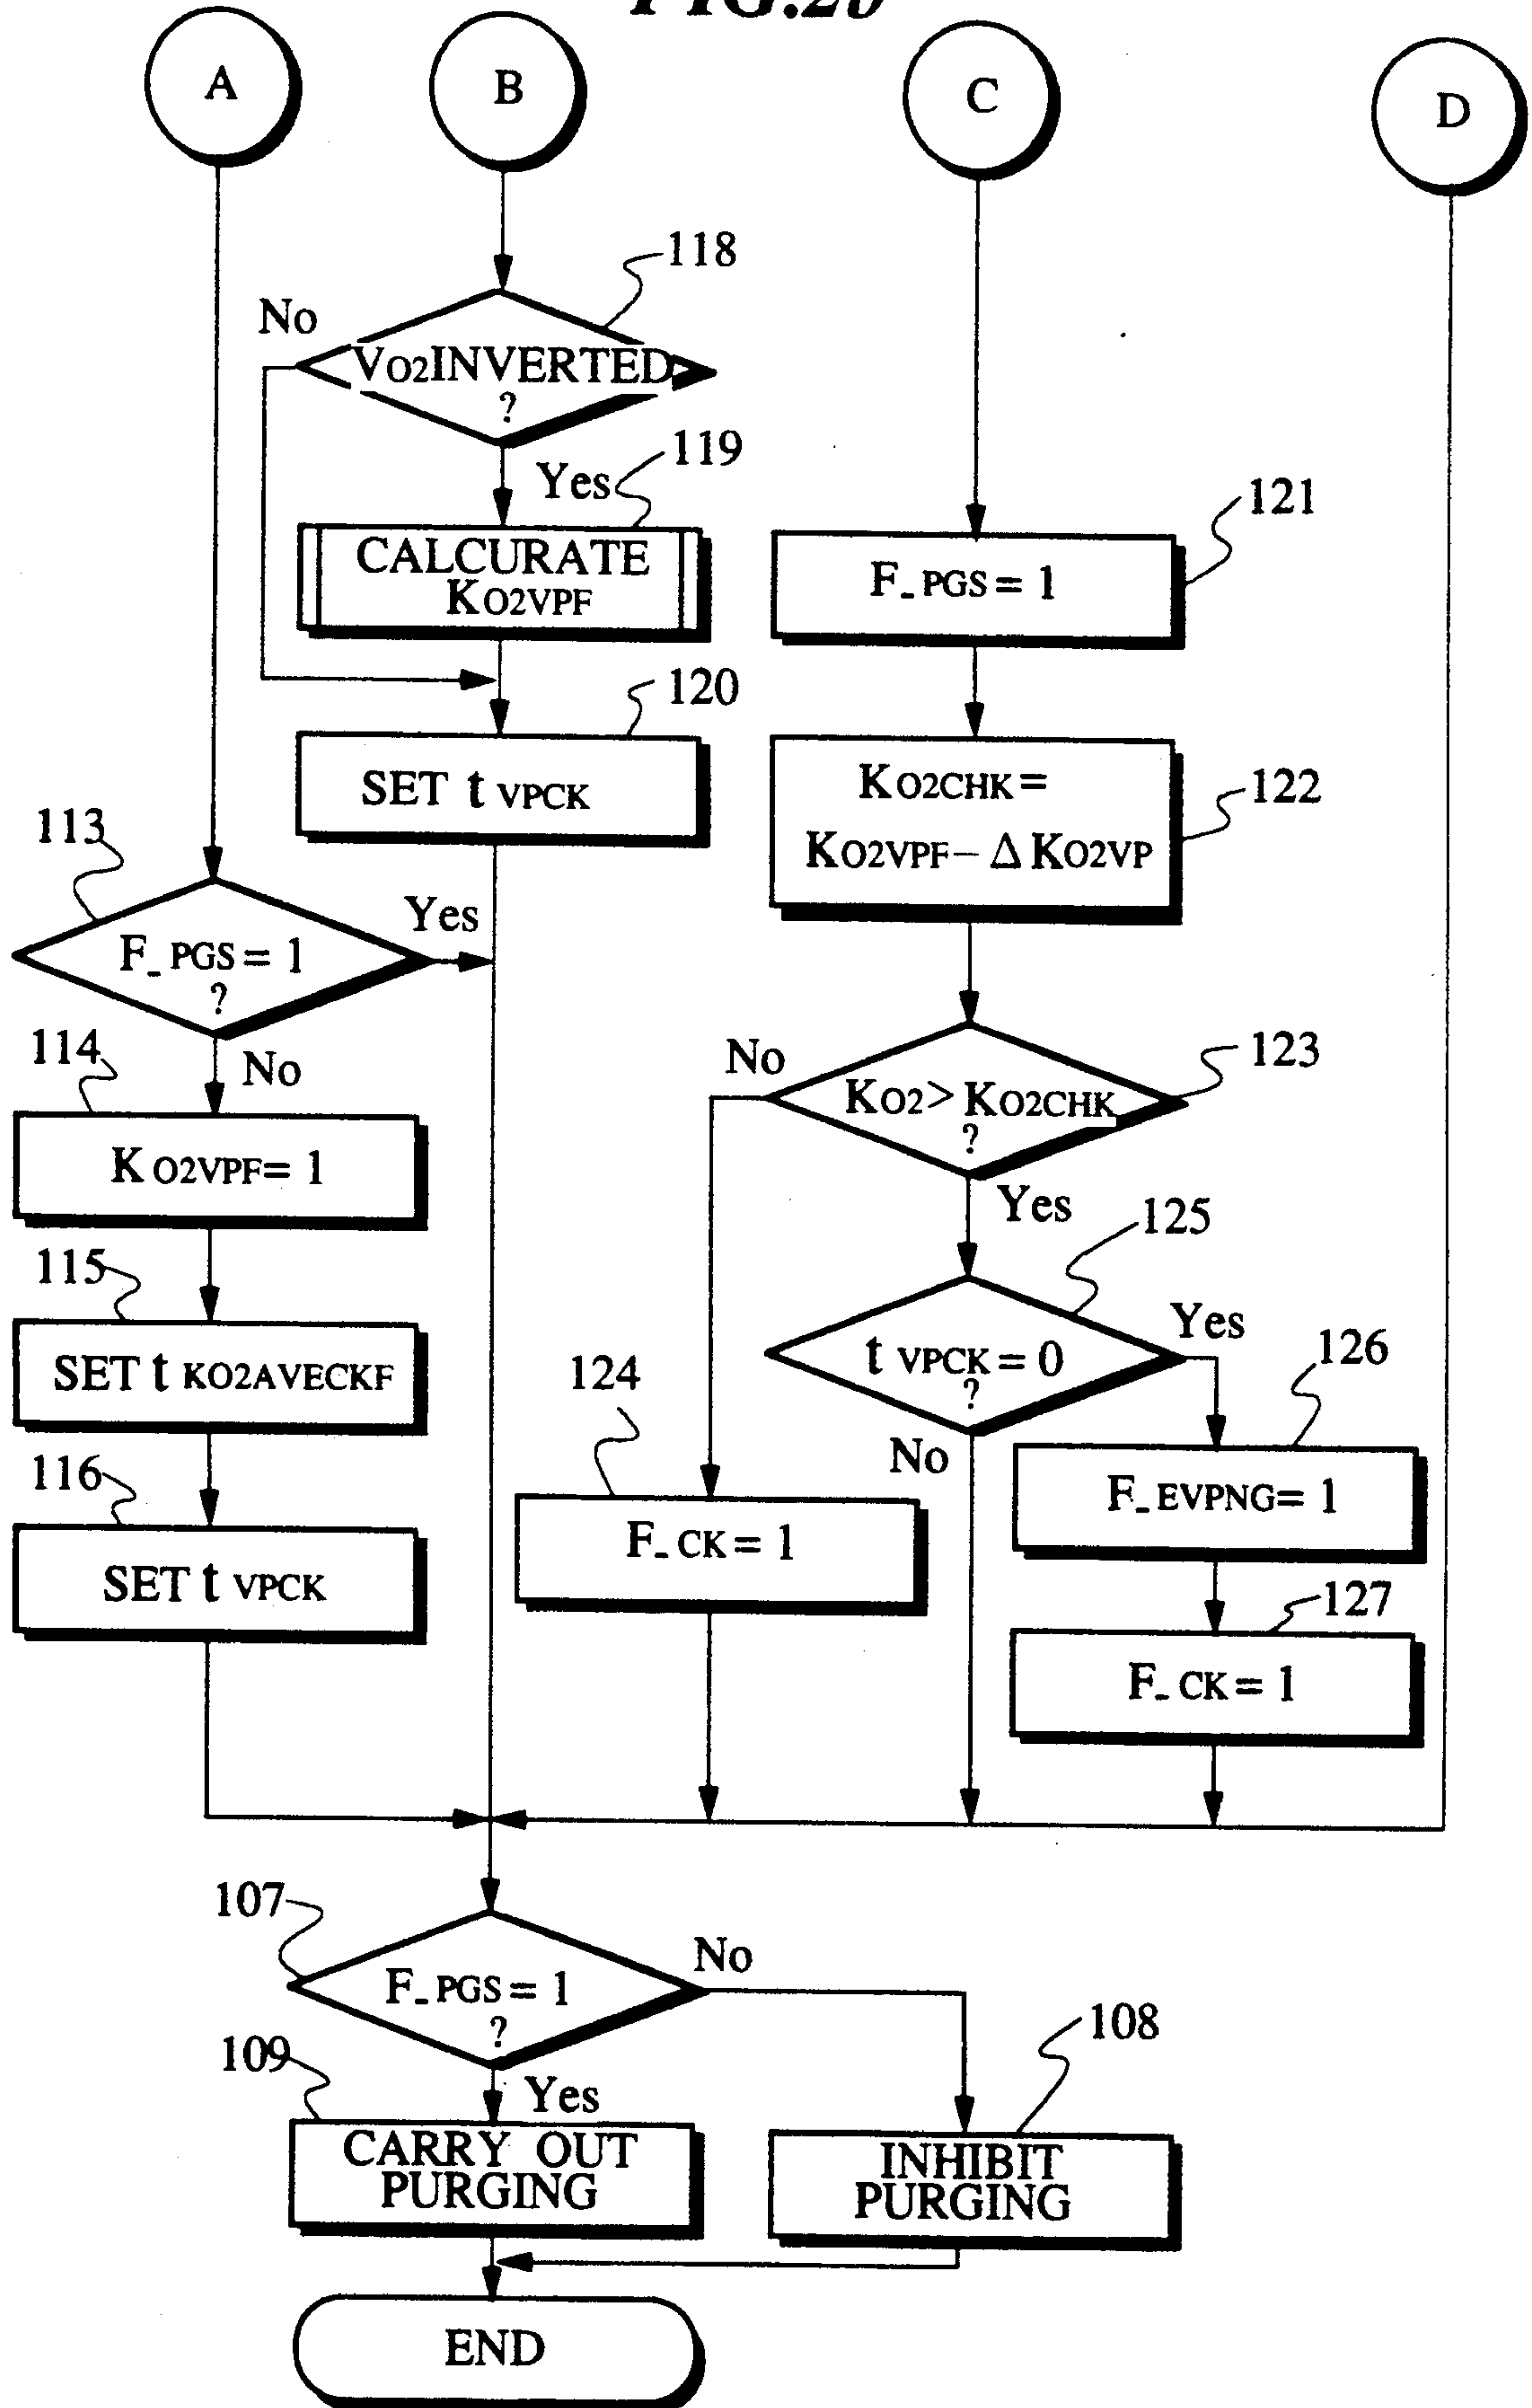 FIG.2b
A
B
C
D
118
No
VO2INVERTED
?
119
Yes
CALCURATE
KO2VPF
121
F_PGS = 1
120
SET t VPCK
KO2CHK =
KO2VPF - Δ KO2VP
122
113
Yes
F_PGS = 1
?
114
No
No
KO2 > KO2CHK
?
123
KO2VPF = 1
Yes
125
115
SET t KO2AVECKF
Yes
t VPCK = 0
?
126
124
116
No
F_EVPNG = 1
SET t VPCK
F_CK = 1
127
F_CK = 1
107
No
F_PGS = 1
?
108
109
Yes
CARRY OUT
PURGING
INHIBIT
PURGING
END